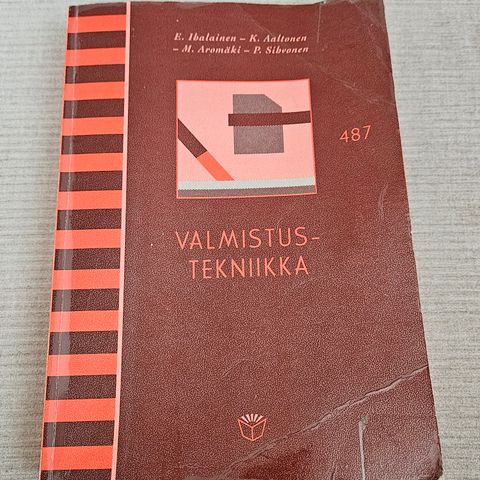 E. Ihalainen – K. Aaltonen
– M. Aromäki – P. Sihvonen
487
VALMISTUS-
TEKNIIKKA